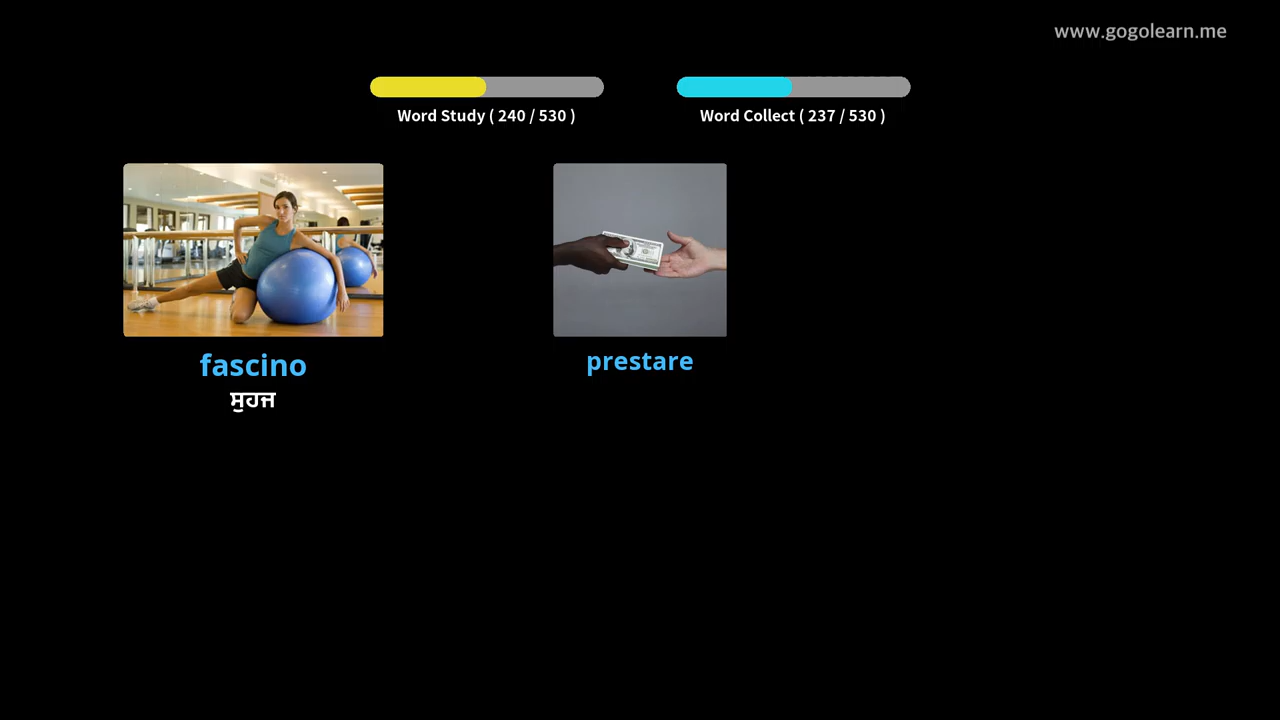 www.gogolearn.me
Word Study ( 240 / 530 )
Word Collect ( 237 / 530 )
fascino
ਸੁਹਜ
prestare